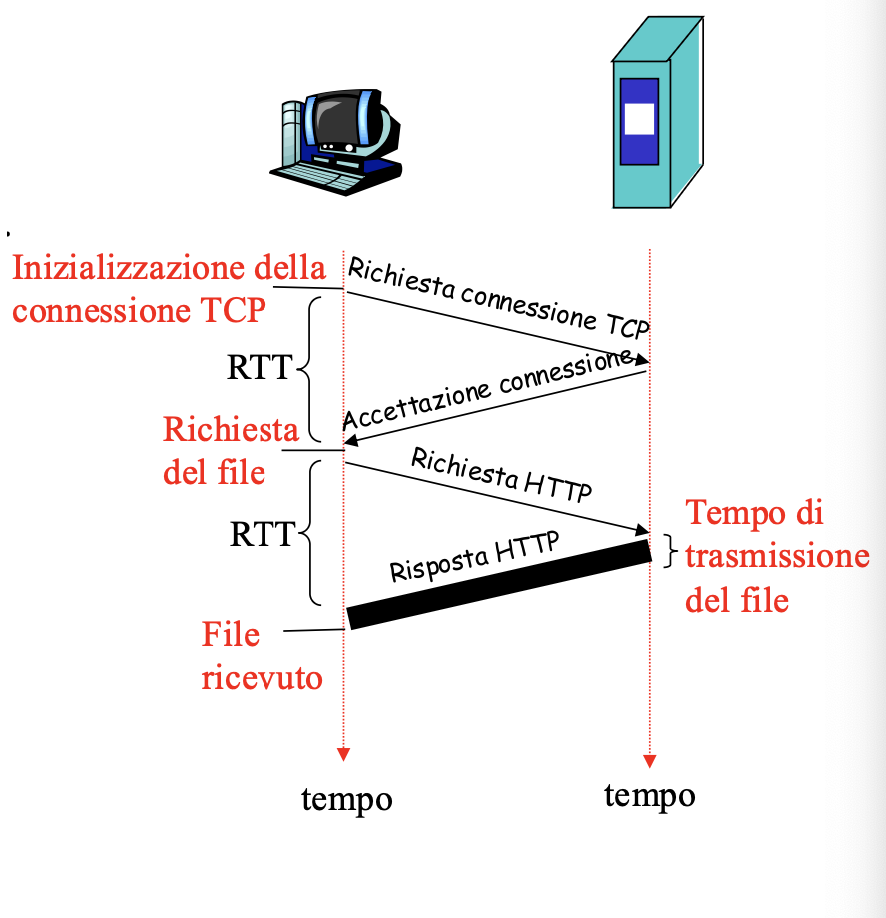 Inizializzazione della
connessione TCP
Richiesta connessione TCP
RTT
Accettazione connessione
Richiesta
del file
Richiesta HTTP
RTT
Risposta HTTP
Tempo di
trasmissione
del file
File
ricevuto
tempo
tempo